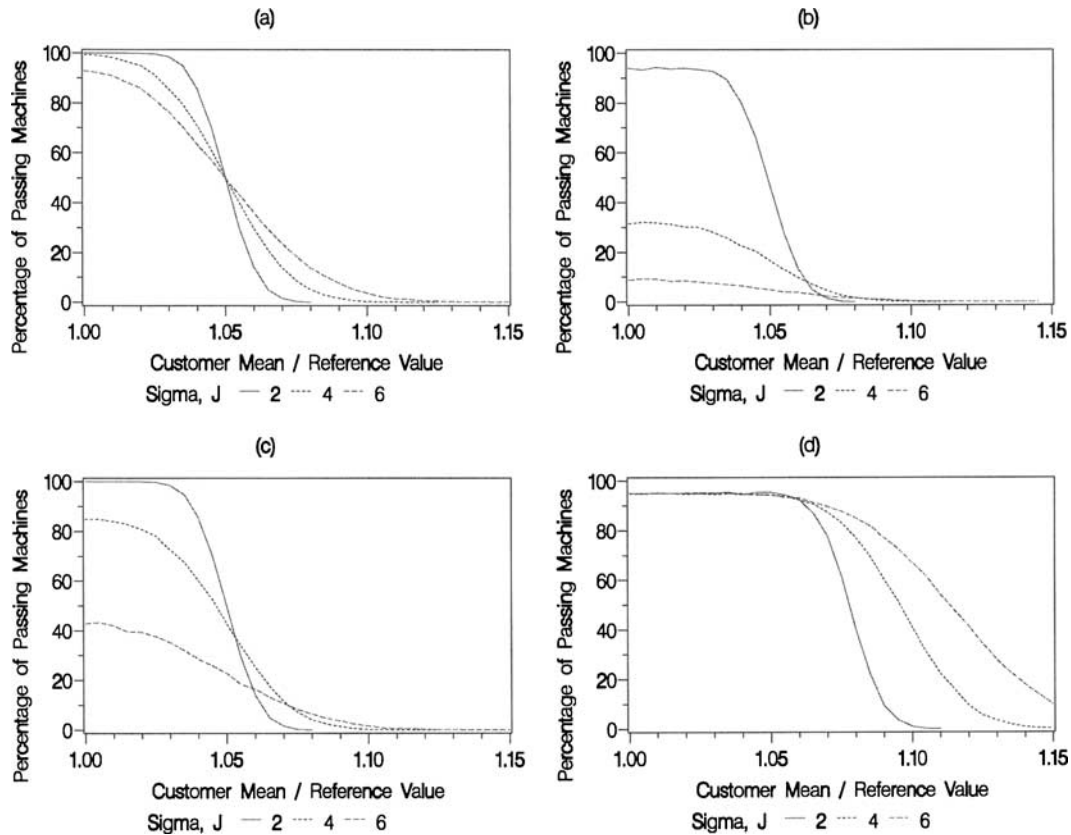 (a)
Percentage of Passing Machines
100
80
60
40
20
0
1.00 1.05 1.10 1.15
Customer Mean / Reference Value
Sigma, J 2 4 6
(b)
Percentage of Passing Machines
100
80
60
40
20
0
1.00 1.05 1.10 1.15
Customer Mean / Reference Value
Sigma, J 2 4 6
(c)
Percentage of Passing Machines
100
80
60
40
20
0
1.00 1.05 1.10 1.15
Customer Mean / Reference Value
Sigma, J 2 4 6
(d)
Percentage of Passing Machines
100
80
60
40
20
0
1.00 1.05 1.10 1.15
Customer Mean / Reference Value
Sigma, J 2 4 6